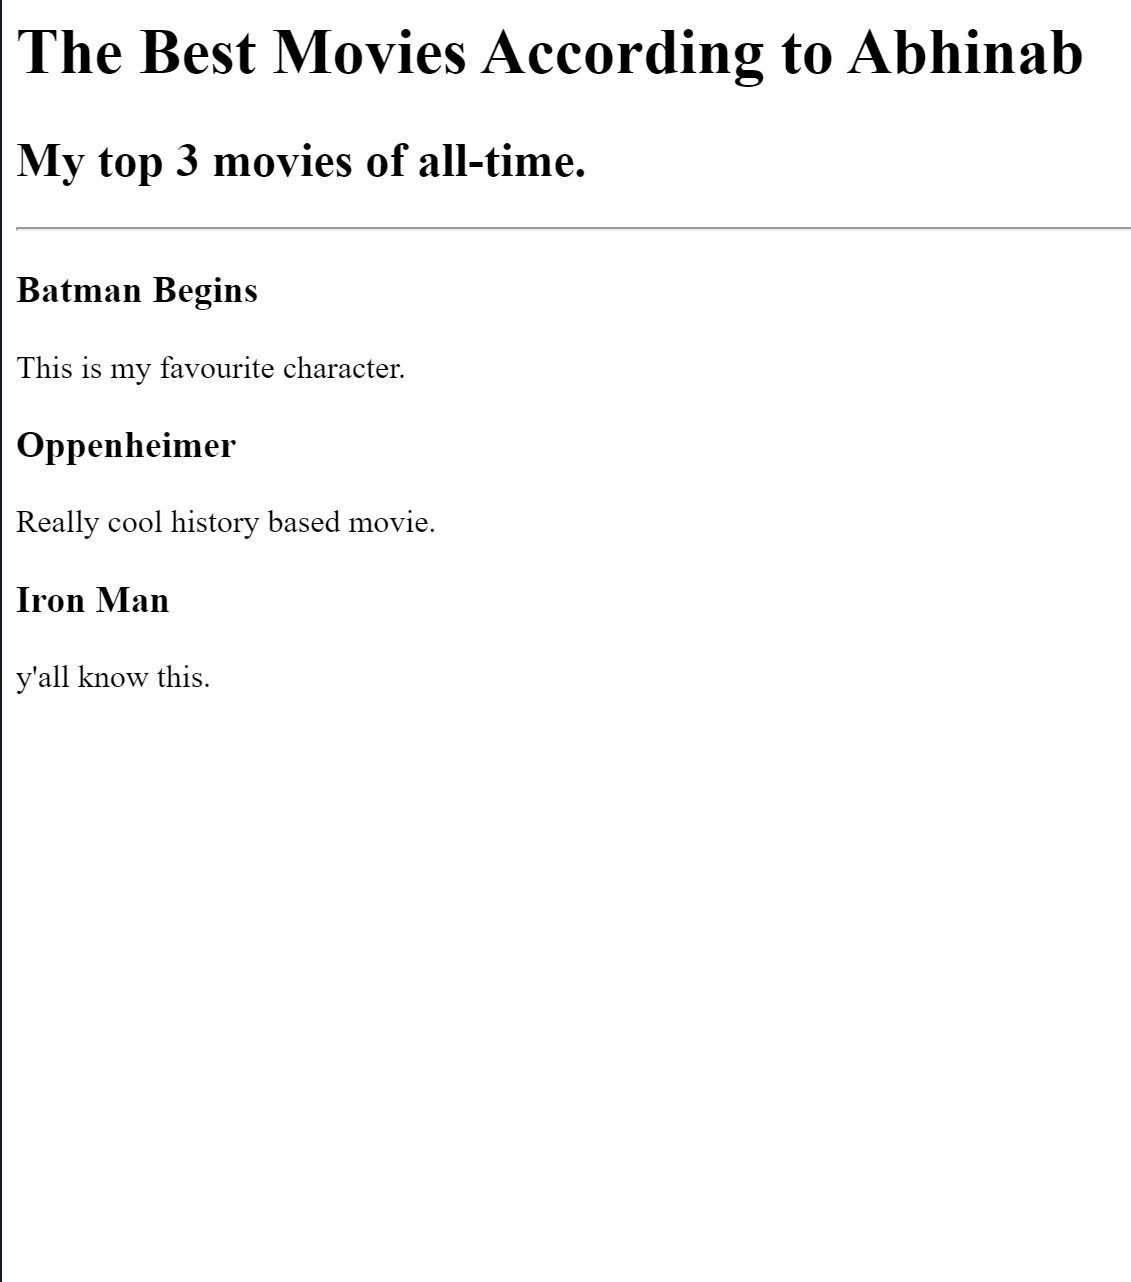 The Best Movies According to Abhinab
My top 3 movies of all-time.
Batman Begins
This is my favourite character.
Oppenheimer
Really cool history based movie.
Iron Man
y'all know this.